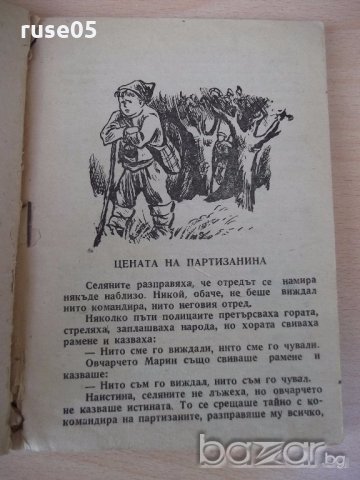 ruse05
ЦЕНАТА НА ПАРТИЗАНИНА
Селяните разправяха, че отредът се намира
някъде наблизо. Никой, обаче, не беше виждал
нито командира, нито неговия отред.
Няколко пъти полицаите претърсваха гората,
стреляха, заплашваха народа, но хората свиваха
рамене и казваха:
— Нито сме го виждали, нито сме го чували.
Овчарчето Марин също свиваше рамене и
казваше:
— Нито съм го виждал, нито съм го чувал.
Наистина, селяните не лъжеха, но овчарчето
не казваше истината. То се срещаше тайно с ко-
командира на партизаните, разправяше му всичко,
bazar.bg